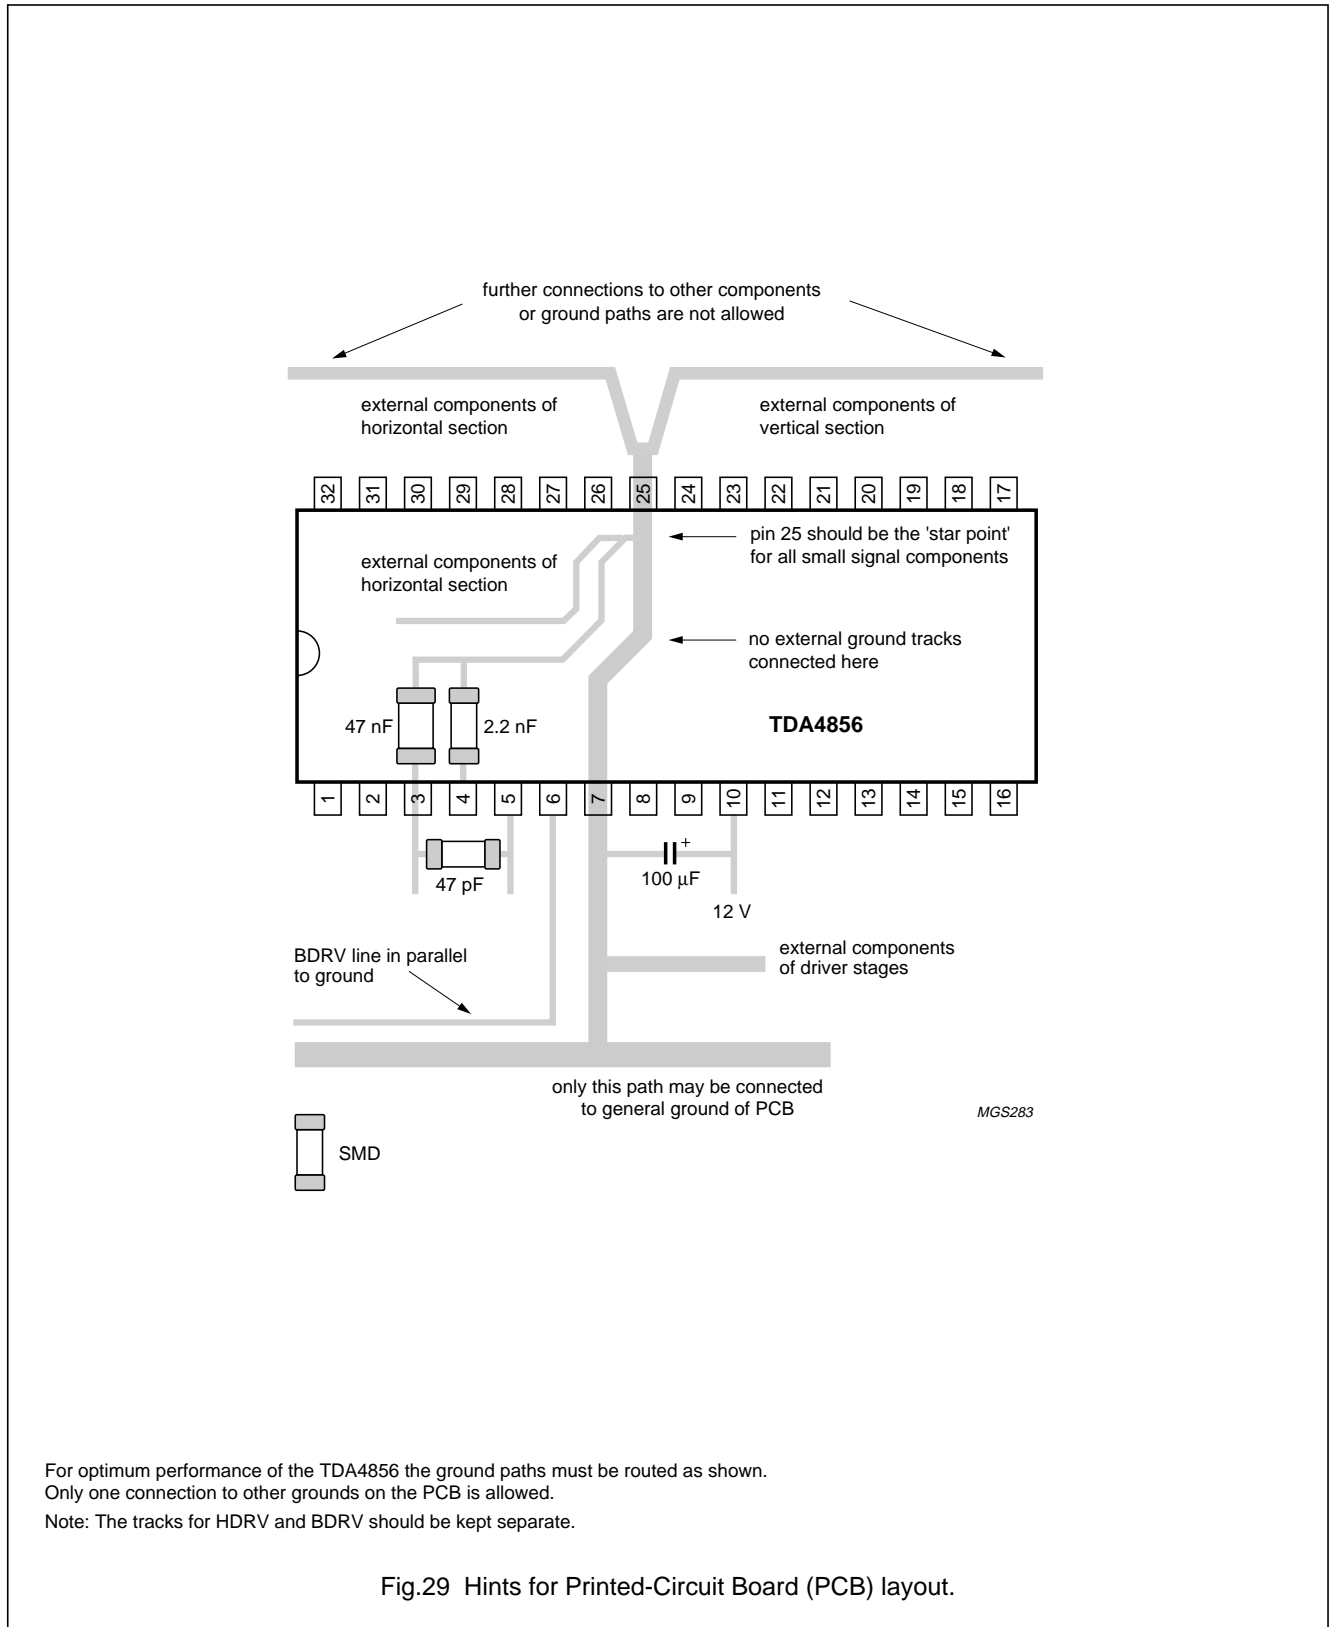 further connections to other components
or ground paths are not allowed
external components of
horizontal section
external components of
vertical section
32 31 30 29 28 27 26 25 24 23 22 21 20 19 18 17
pin 25 should be the 'star point'
for all small signal components
external components of
horizontal section
no external ground tracks
connected here
47 nF
2.2 nF
TDA4856
1 2 3 4 5 6 7 8 9 10 11 12 13 14 15 16
+
47 pF
100 μF
12 V
BDRV line in parallel
to ground
external components
of driver stages
only this path may be connected
to general ground of PCB
MGS283
SMD
For optimum performance of the TDA4856 the ground paths must be routed as shown.
Only one connection to other grounds on the PCB is allowed.
Note: The tracks for HDRV and BDRV should be kept separate.
Fig.29 Hints for Printed-Circuit Board (PCB) layout.